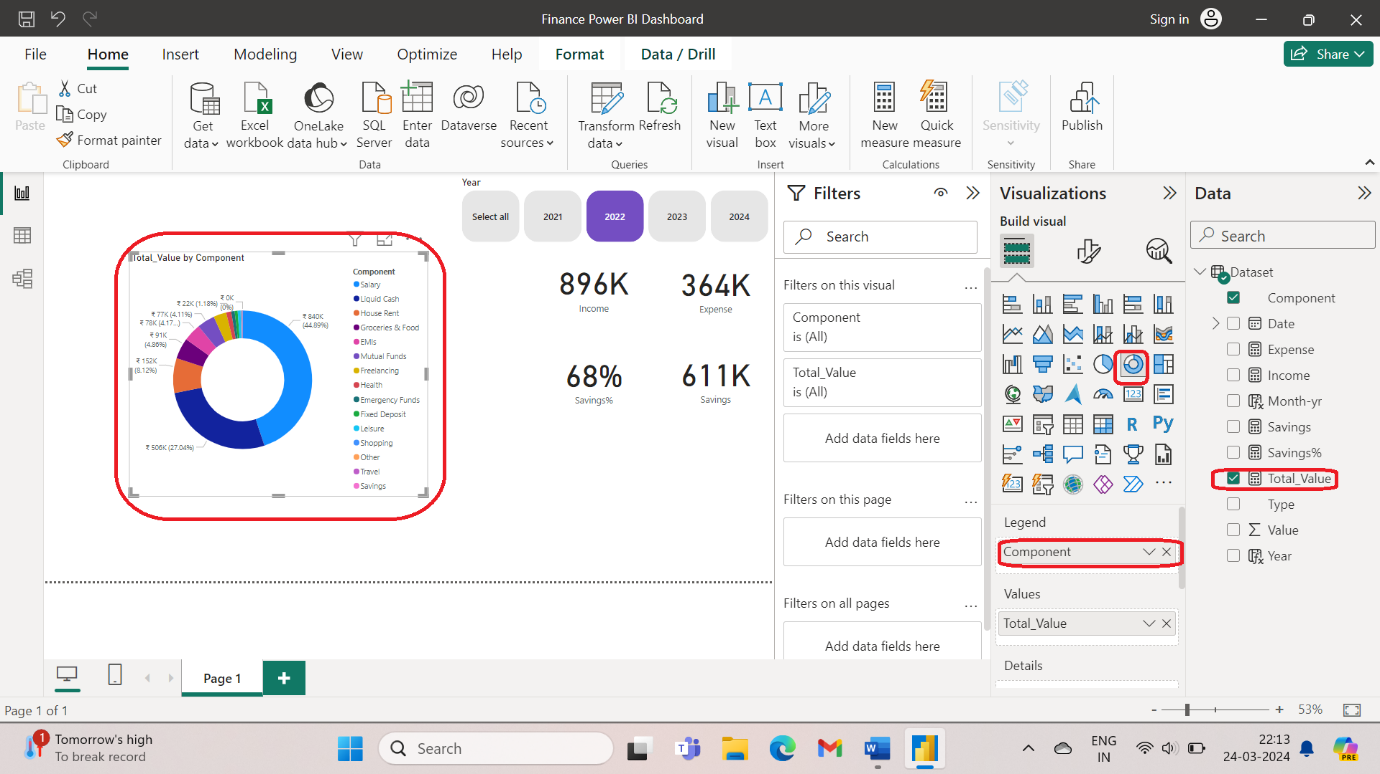 Finance Power BI Dashboard
Sign in
File Home Insert Modeling View Optimize Help Format Data / Drill
Share
Paste
Cut
Copy
Format painter
Clipboard
Get data
Excel workbook
OneLake data hub
SQL Server
Enter data
Dataverse
Recent sources
Data
Transform data
Refresh
Queries
New visual
Text box
More visuals
Insert
New measure
Quick measure
Calculations
Sensitivity
Sensitivity
Publish
Share
Year
Select all 2021 2022 2023 2024
Total_Value by Component
₹ 0K
(0%)
₹ 22K (1.18%)
₹ 77K (4.11%)
₹ 78K (4.17...)
₹ 91K
(4.86%)
₹ 152K
(8.12%)
₹ 506K (27.04%)
₹ 840K
(44.89%)
Component
Salary
Liquid Cash
House Rent
Groceries & Food
EMIs
Mutual Funds
Freelancing
Health
Emergency Funds
Fixed Deposit
Leisure
Shopping
Other
Travel
Savings
896K
Income
364K
Expense
68%
Savings%
611K
Savings
Filters
Search
Filters on this visual ...
Component
is (All)
Total_Value
is (All)
Add data fields here
Filters on this page ...
Add data fields here
Filters on all pages ...
Add data fields here
Visualizations
Build visual
123
R Py
123
...
Legend
Component
Values
Total_Value
Details
Data
Search
Dataset
Component
Date
Expense
Income
Month-yr
Savings
Savings%
Total_Value
Type
Value
Year
Page 1
Page 1 of 1
- + 53%
1
Tomorrow's high
To break record
Search
ENG
IN
22:13
24-03-2024
PRE